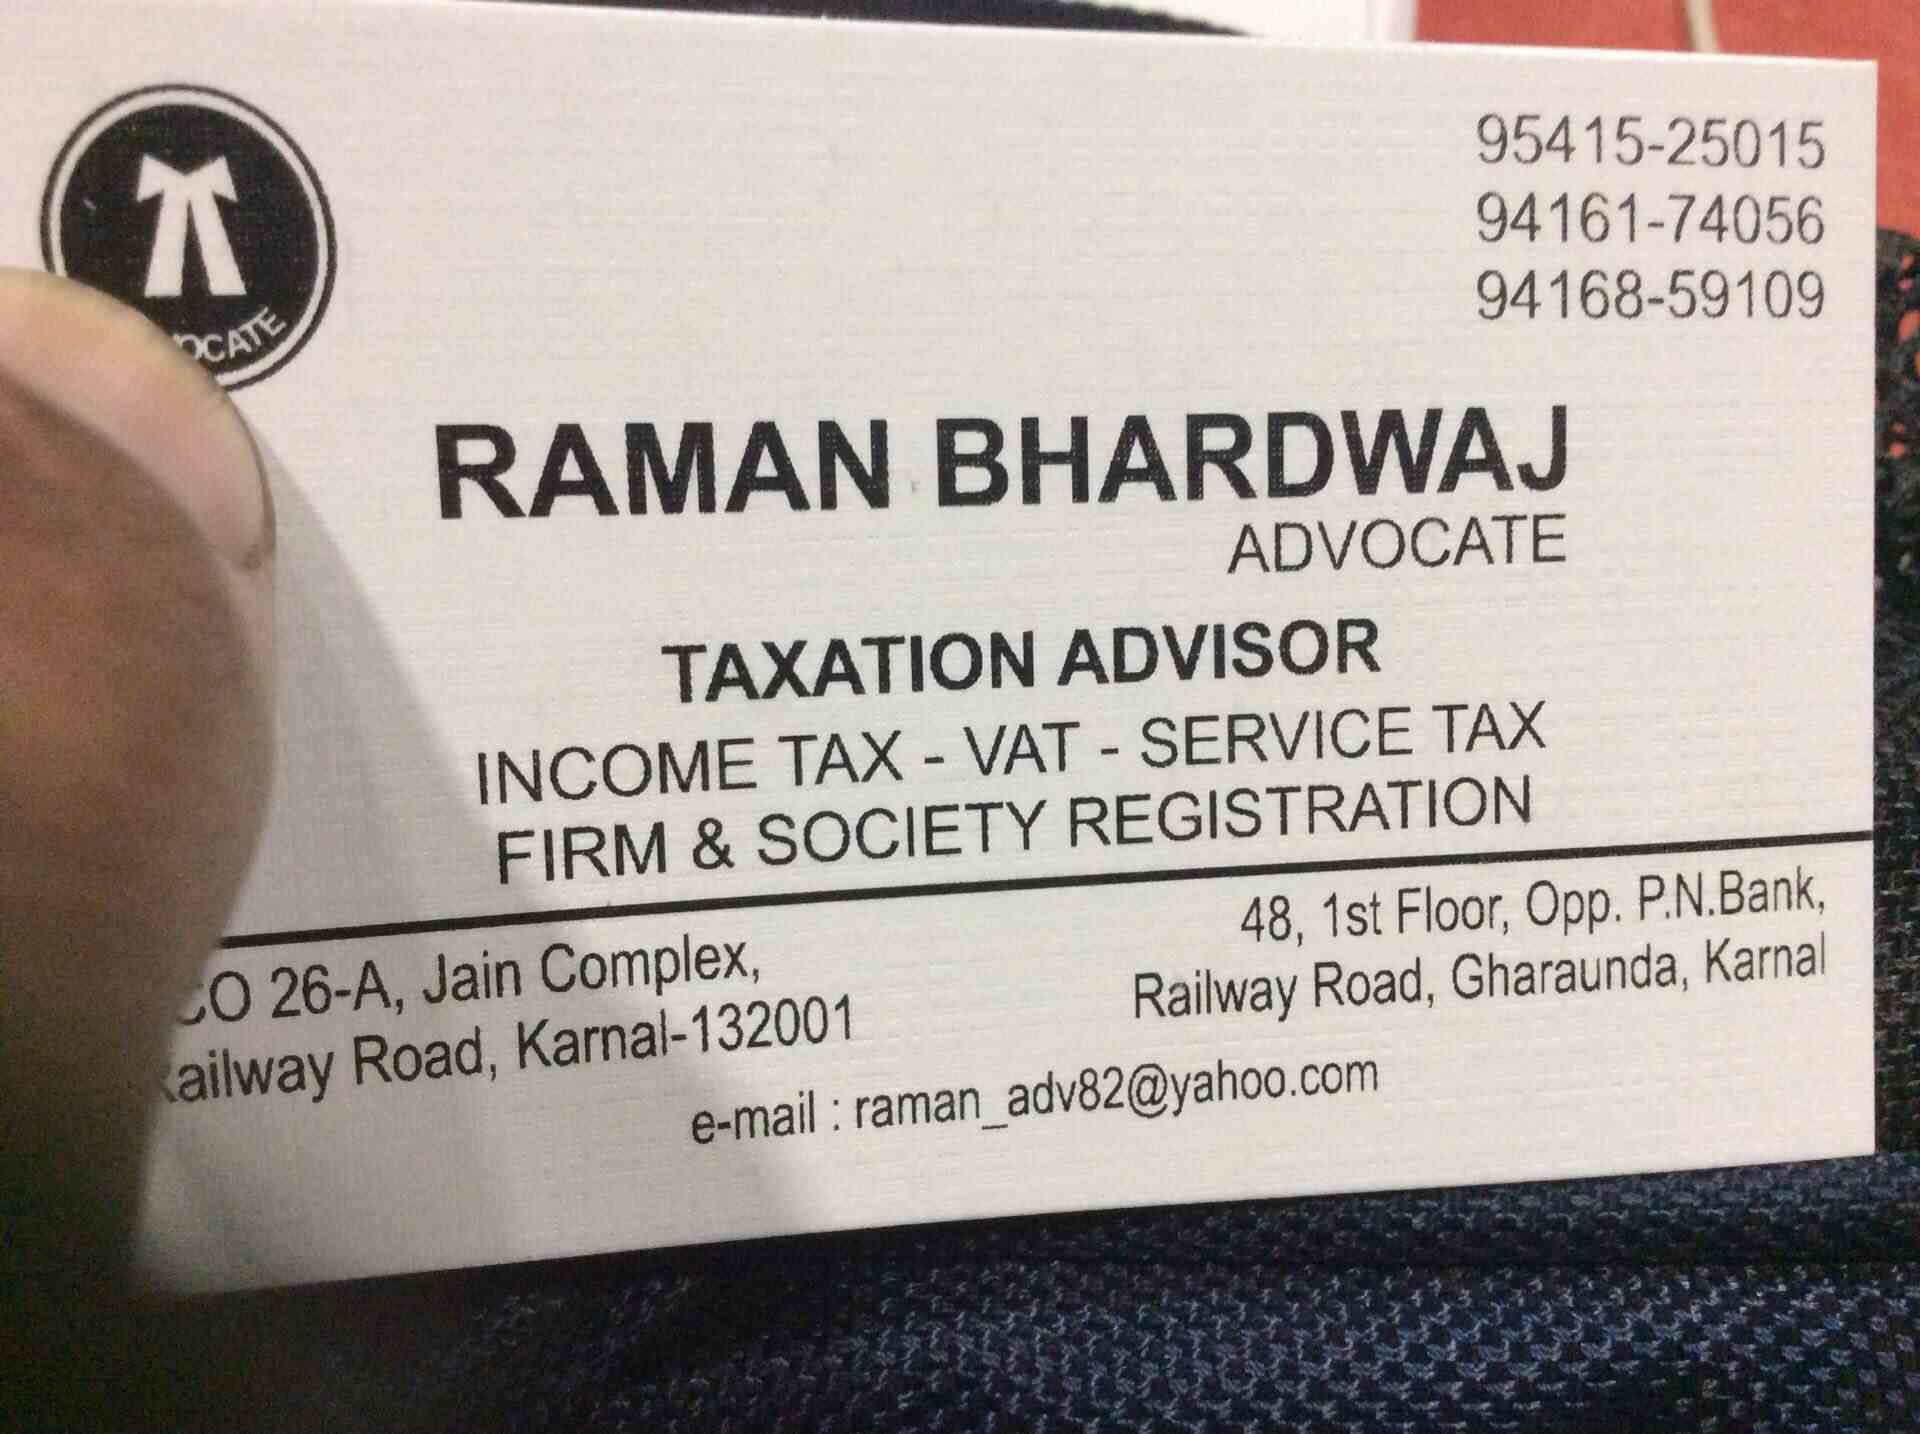 95415-25015
94161-74056
94168-59109
RAMAN BHARDWAJ
ADVOCATE
TAXATION ADVISOR
INCOME TAX - VAT - SERVICE TAX
FIRM & SOCIETY REGISTRATION
26-A, Jain Complex,
Road, Karnal-132001
48, 1st Floor, Opp. P.N.Bank,
Railway Road, Gharaunda, Karnal
e-mail : raman_adv82@yahoo.com